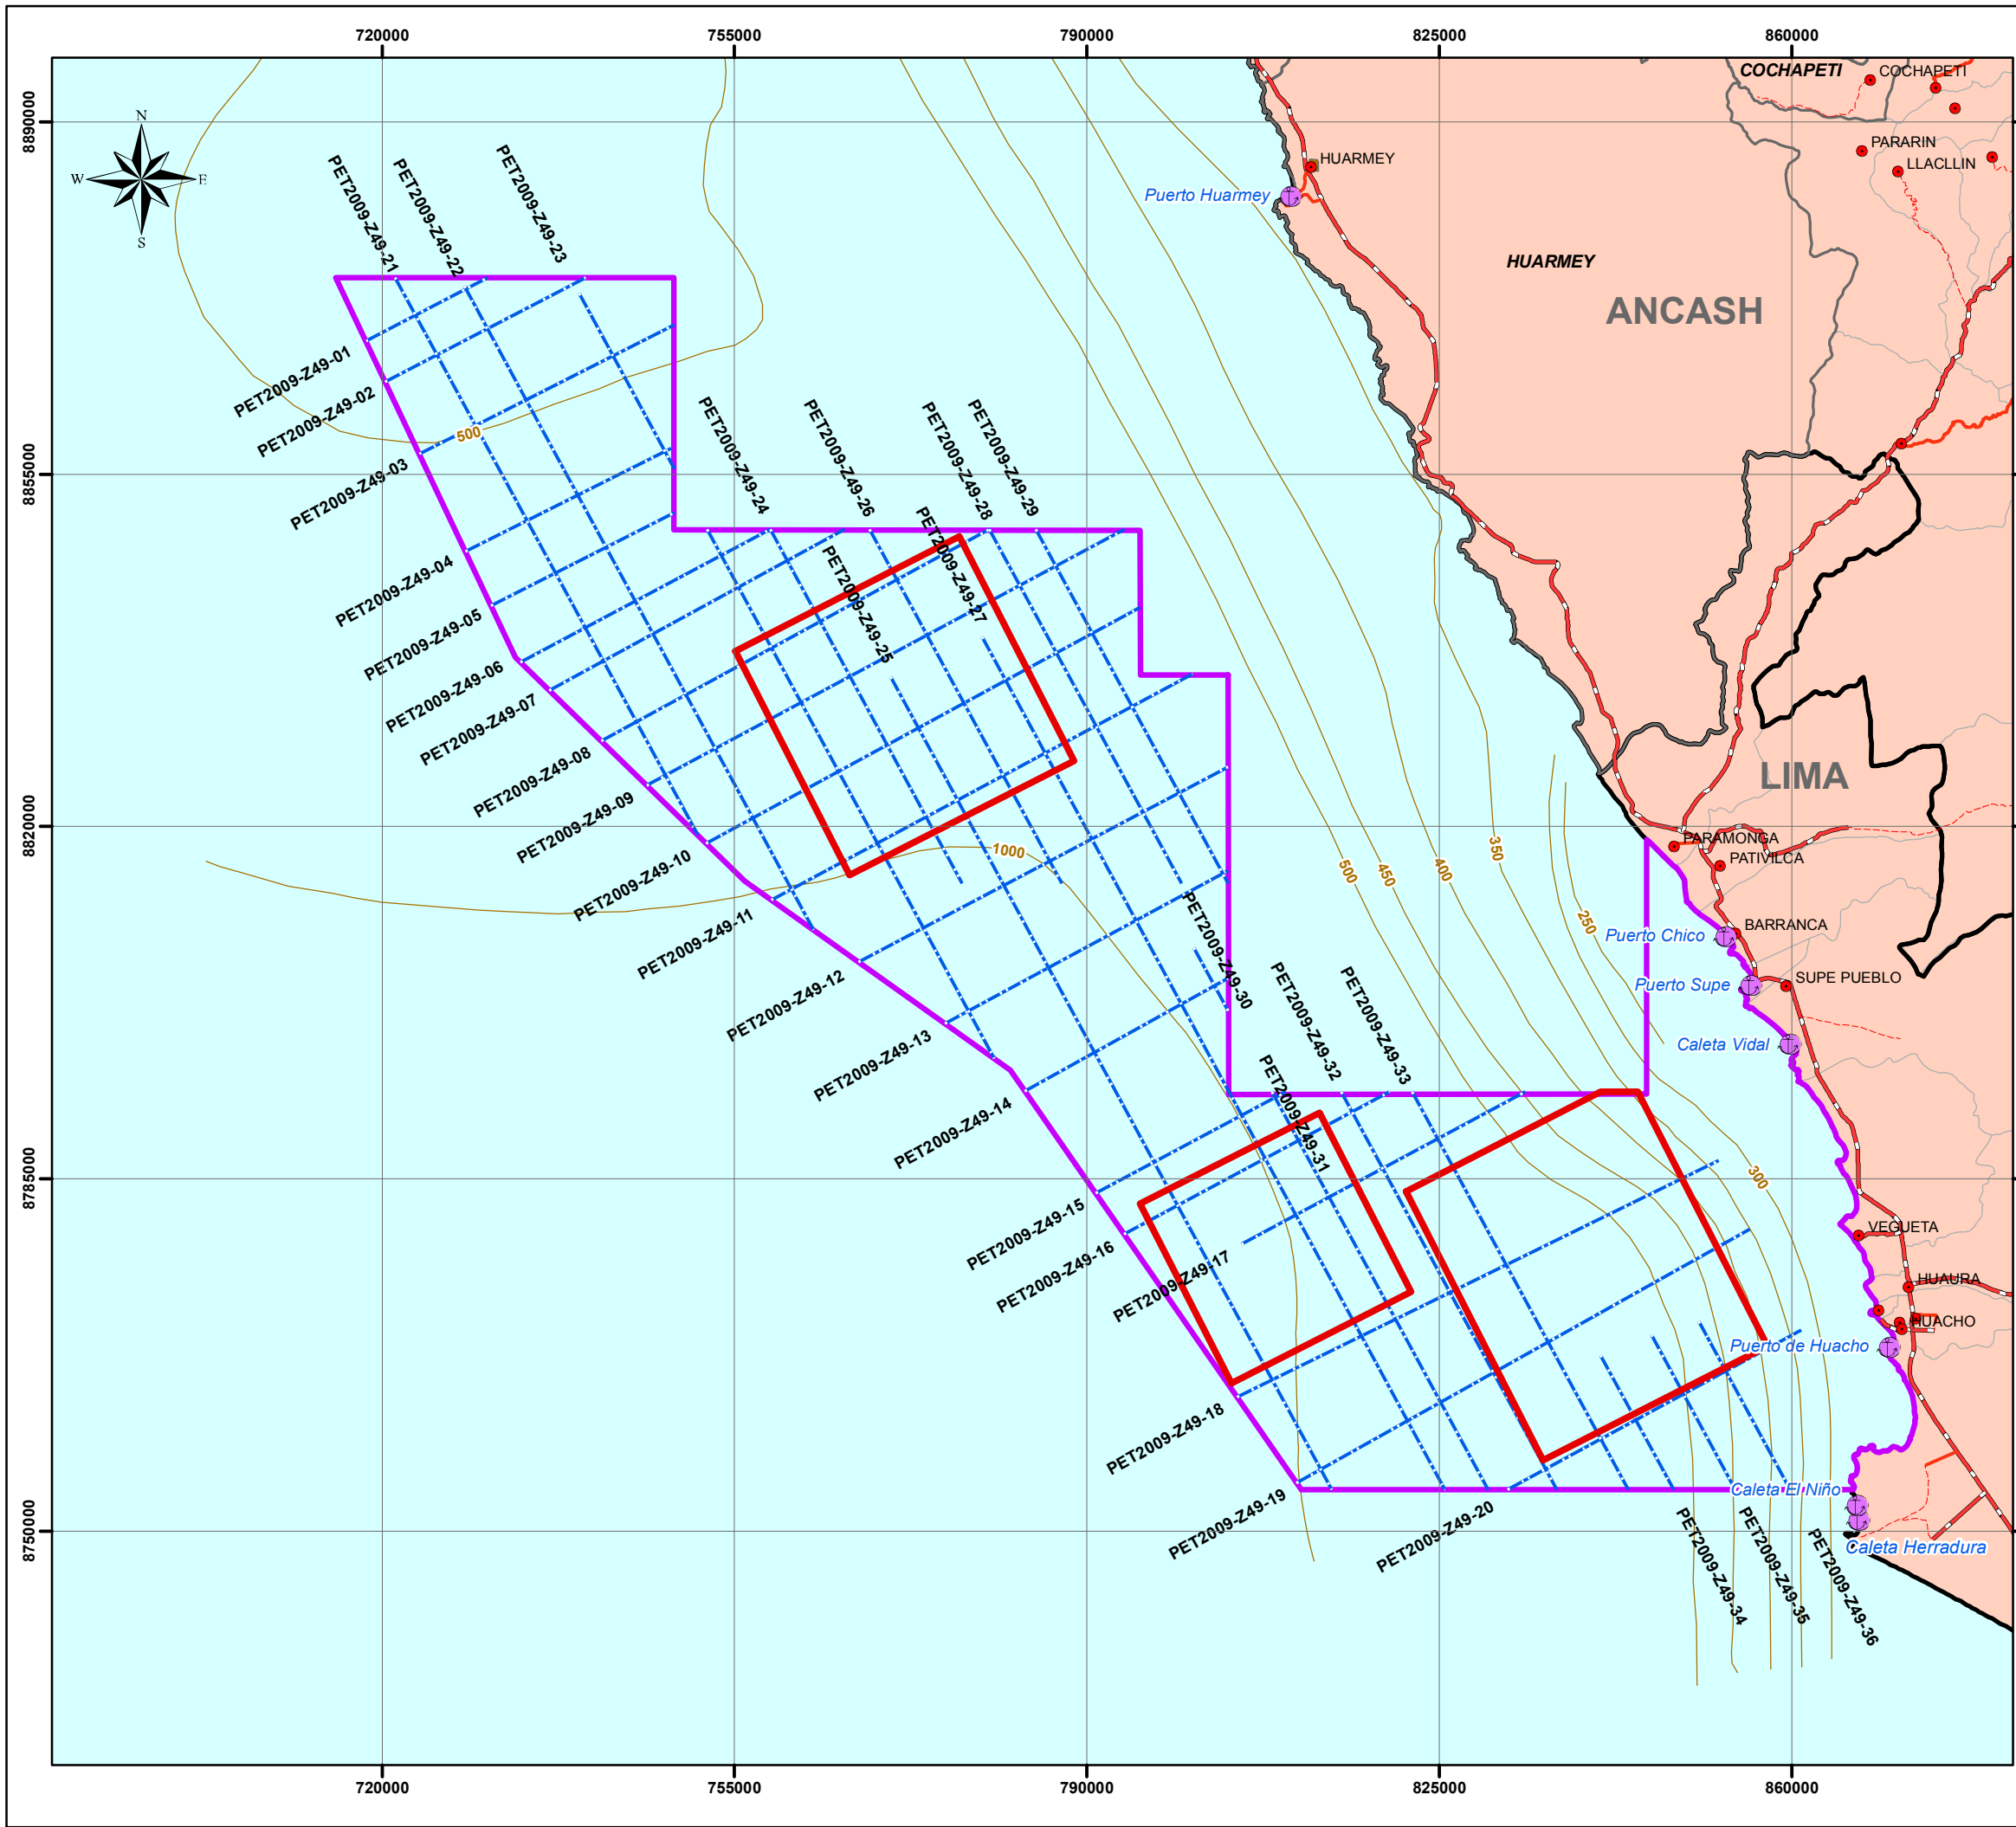 720000
755000
790000
825000
860000
8890000
8855000
8820000
8785000
8750000
N
W
E
S
COCHAPETI
COCHAPETI
PARARIN
LLACLLIN
HUARMEY
Puerto Huarmey
HUARMEY
ANCASH
PET2009-Z49-21
PET2009-Z49-22
PET2009-Z49-23
PET2009-Z49-01
PET2009-Z49-02
PET2009-Z49-03
500
PET2009-Z49-24
PET2009-Z49-26
PET2009-Z49-28
PET2009-Z49-29
PET2009-Z49-25
PET2009-Z49-27
PET2009-Z49-04
PET2009-Z49-05
PET2009-Z49-06
PET2009-Z49-07
PET2009-Z49-08
PET2009-Z49-09
PET2009-Z49-10
PET2009-Z49-11
PET2009-Z49-12
PET2009-Z49-13
PET2009-Z49-14
LIMA
1000
500
450
400
350
250
300
PARAMONGA
PATIVILCA
BARRANCA
Puerto Chico
SUPE PUEBLO
Puerto Supe
Caleta Vidal
PET2009-Z49-30
PET2009-Z49-32
PET2009-Z49-33
PET2009-Z49-31
PET2009-Z49-15
PET2009-Z49-16
PET2009-Z49-17
PET2009-Z49-18
PET2009-Z49-19
PET2009-Z49-20
VEGUETA
HUAURA
HUACHO
Puerto de Huacho
Caleta El Niño
Caleta Herradura
PET2009-Z49-34
PET2009-Z49-35
PET2009-Z49-36
720000
755000
790000
825000
860000